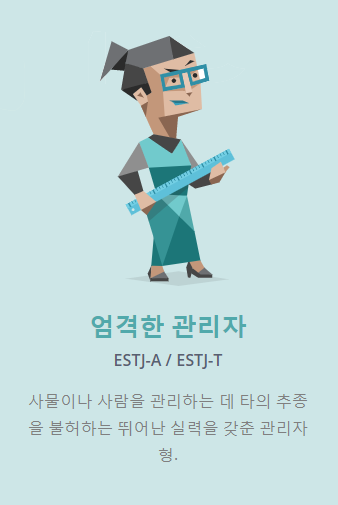 엄격한 관리자
ESTJ-A / ESTJ-T
사물이나 사람을 관리하는 데 타의 추종
을 불허하는 뛰어난 실력을 갖춘 관리자
형.